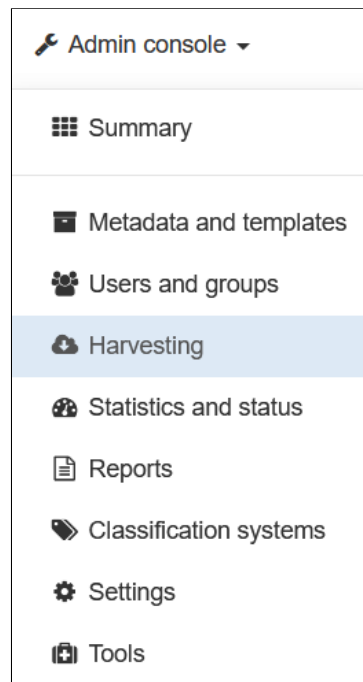 Admin console
Summary
Metadata and templates
Users and groups
Harvesting
Statistics and status
Reports
Classification systems
Settings
Tools